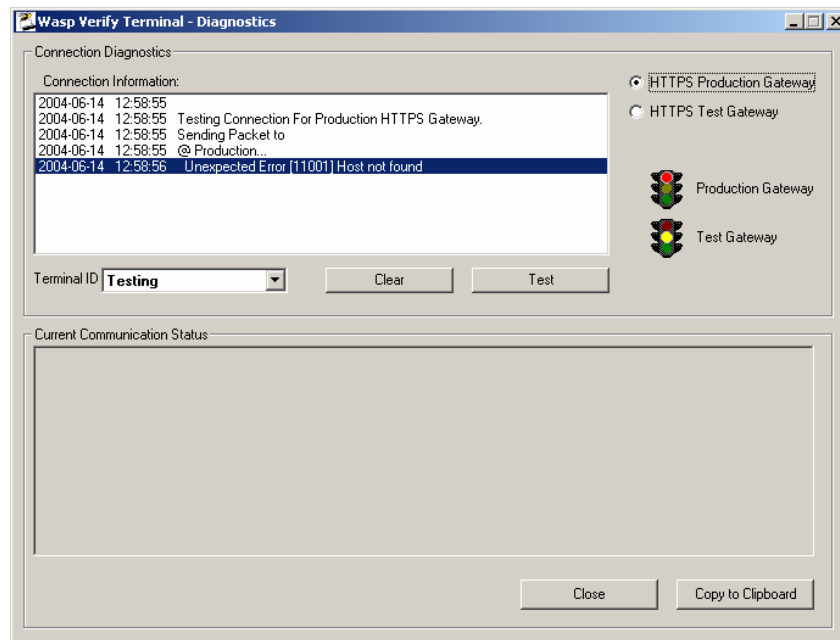 Wasp Verify Terminal - Diagnostics
Connection Diagnostics
Connection Information:
2004-06-14 12:58:55
2004-06-14 12:58:55 Testing Connection For Production HTTPS Gateway.
2004-06-14 12:58:55 Sending Packet to
2004-06-14 12:58:55 @ Production...
2004-06-14 12:58:56 Unexpected Error [11001] Host not found
HTTPS Production Gateway
HTTPS Test Gateway
Production Gateway
Test Gateway
Terminal ID Testing Clear Test
Current Communication Status
Close Copy to Clipboard